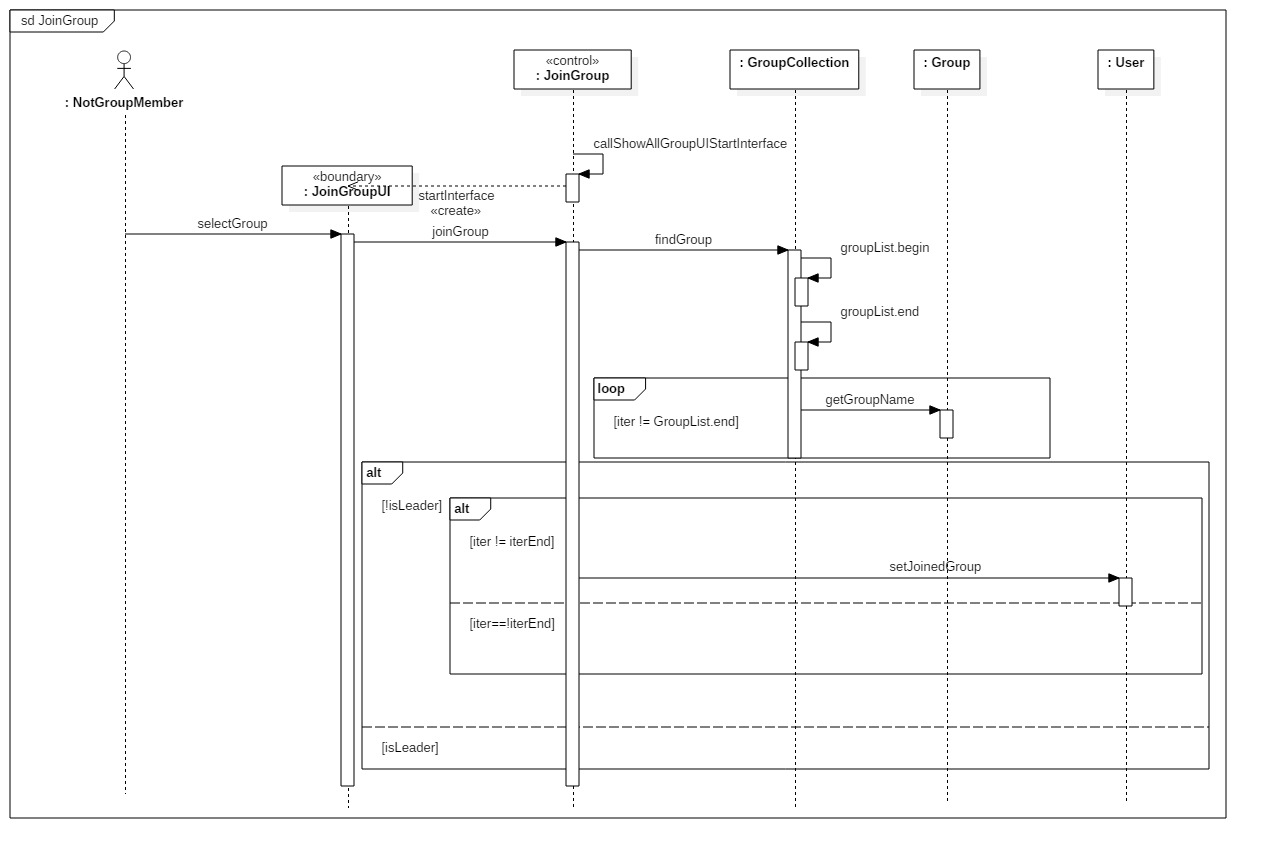 sd JoinGroup
: NotGroupMember
«control»
: JoinGroup
: GroupCollection
: Group
: User
callShowAllGroupUIStartInterface
«boundary»
: JoinGroupUI
startInterface
«create»
selectGroup
joinGroup
findGroup
groupList.begin
groupList.end
loop
getGroupName
[iter != GroupList.end]
alt
[!isLeader]
alt
[iter != iterEnd]
setJoinedGroup
[iter==!iterEnd]
[isLeader]